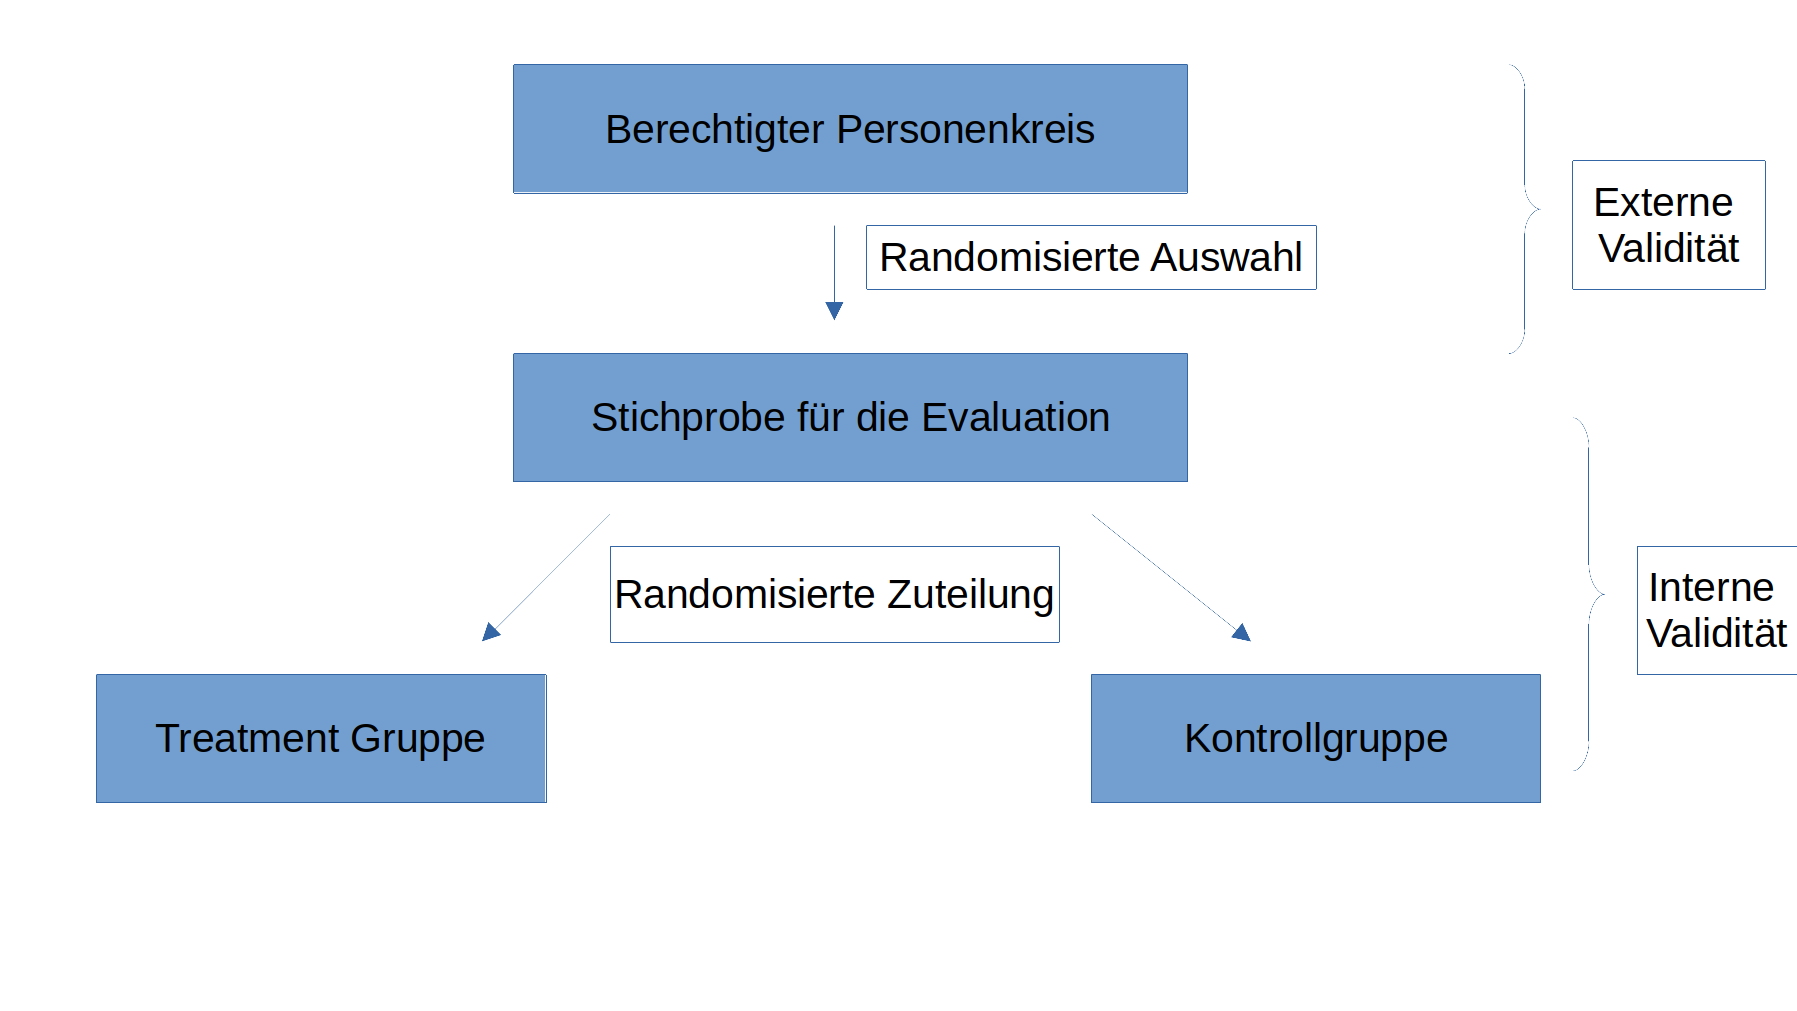 Berechtigter Personenkreis
Randomisierte Auswahl
Externe
Validität
Stichprobe für die Evaluation
Randomisierte Zuteilung
Interne
Validität
Treatment Gruppe
Kontrollgruppe